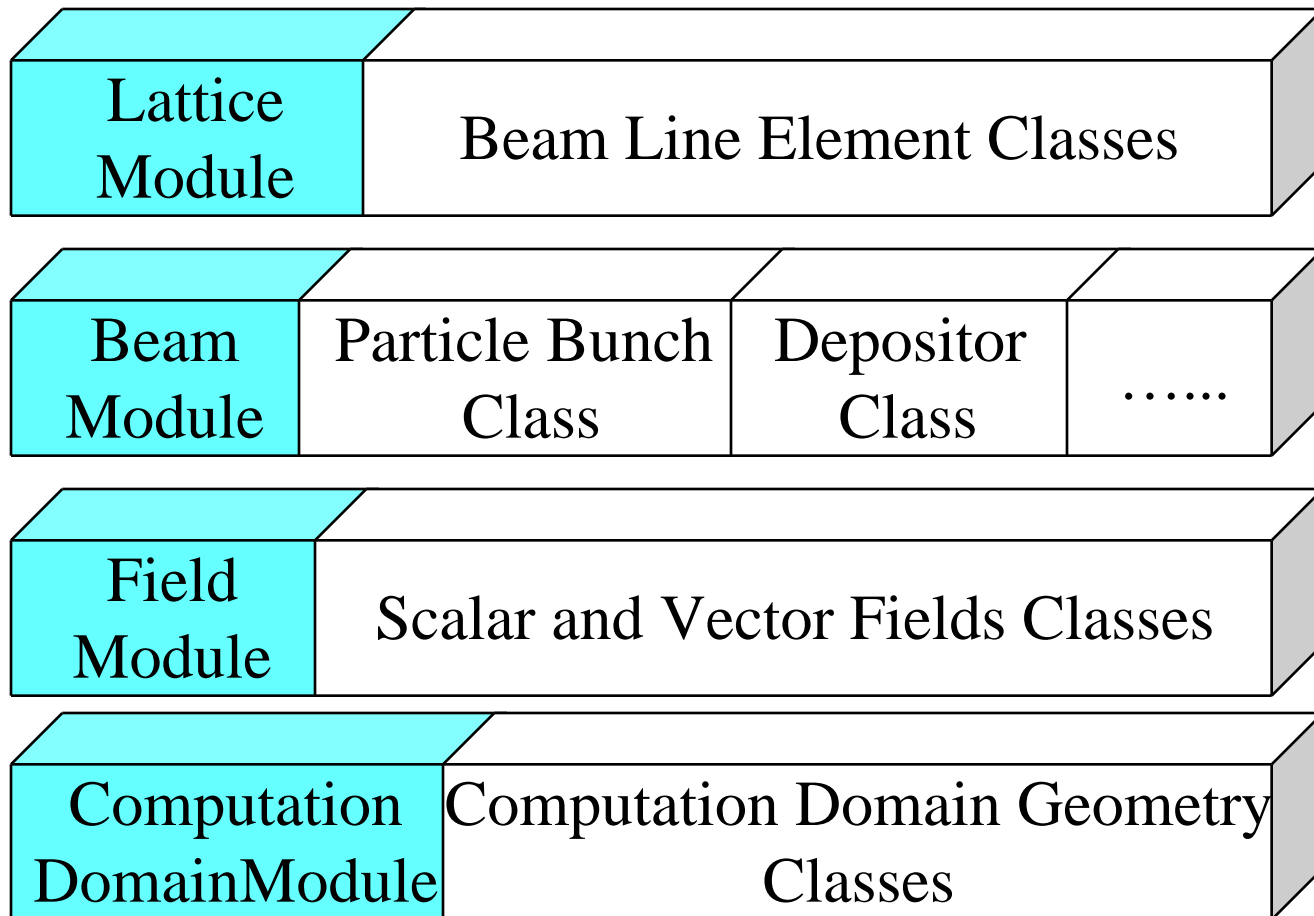 Lattice
Module
Beam Line Element Classes
Beam
Module
Particle Bunch
Class
Depositor
Class
…...
Field
Module
Scalar and Vector Fields Classes
Computation
DomainModule
Computation Domain Geometry
Classes